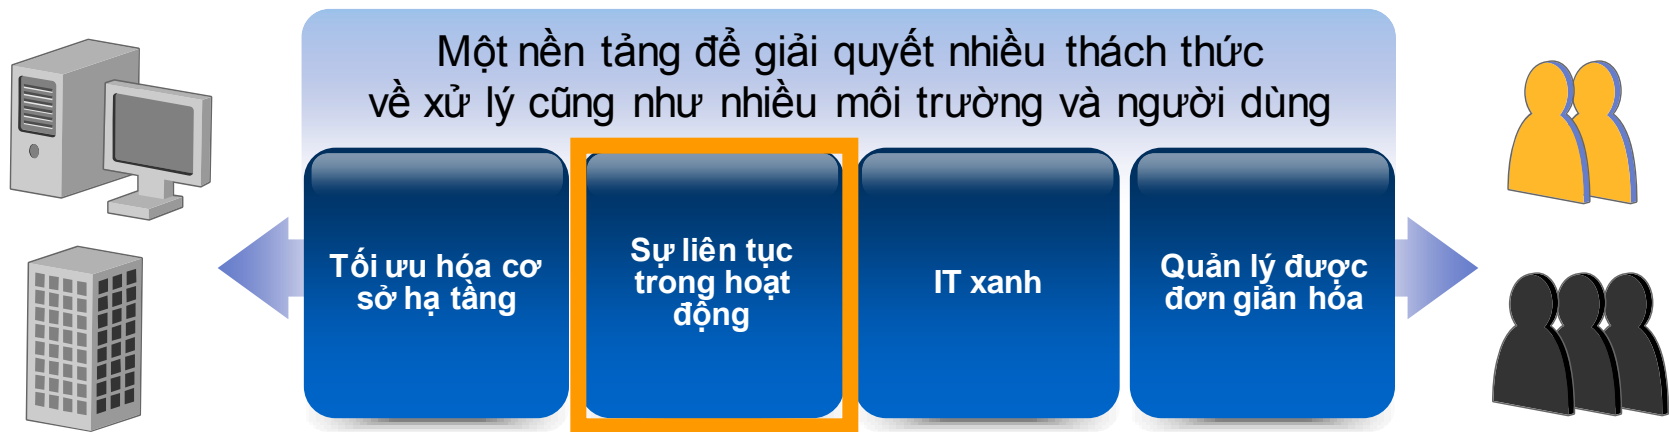 Một nền tảng để giải quyết nhiều thách thức
về xử lý cũng như nhiều môi trường và người dùng
Tối ưu hóa cơ
sở hạ tầng
Sự liên tục
trong hoạt
động
IT xanh
Quản lý được
đơn giản hóa